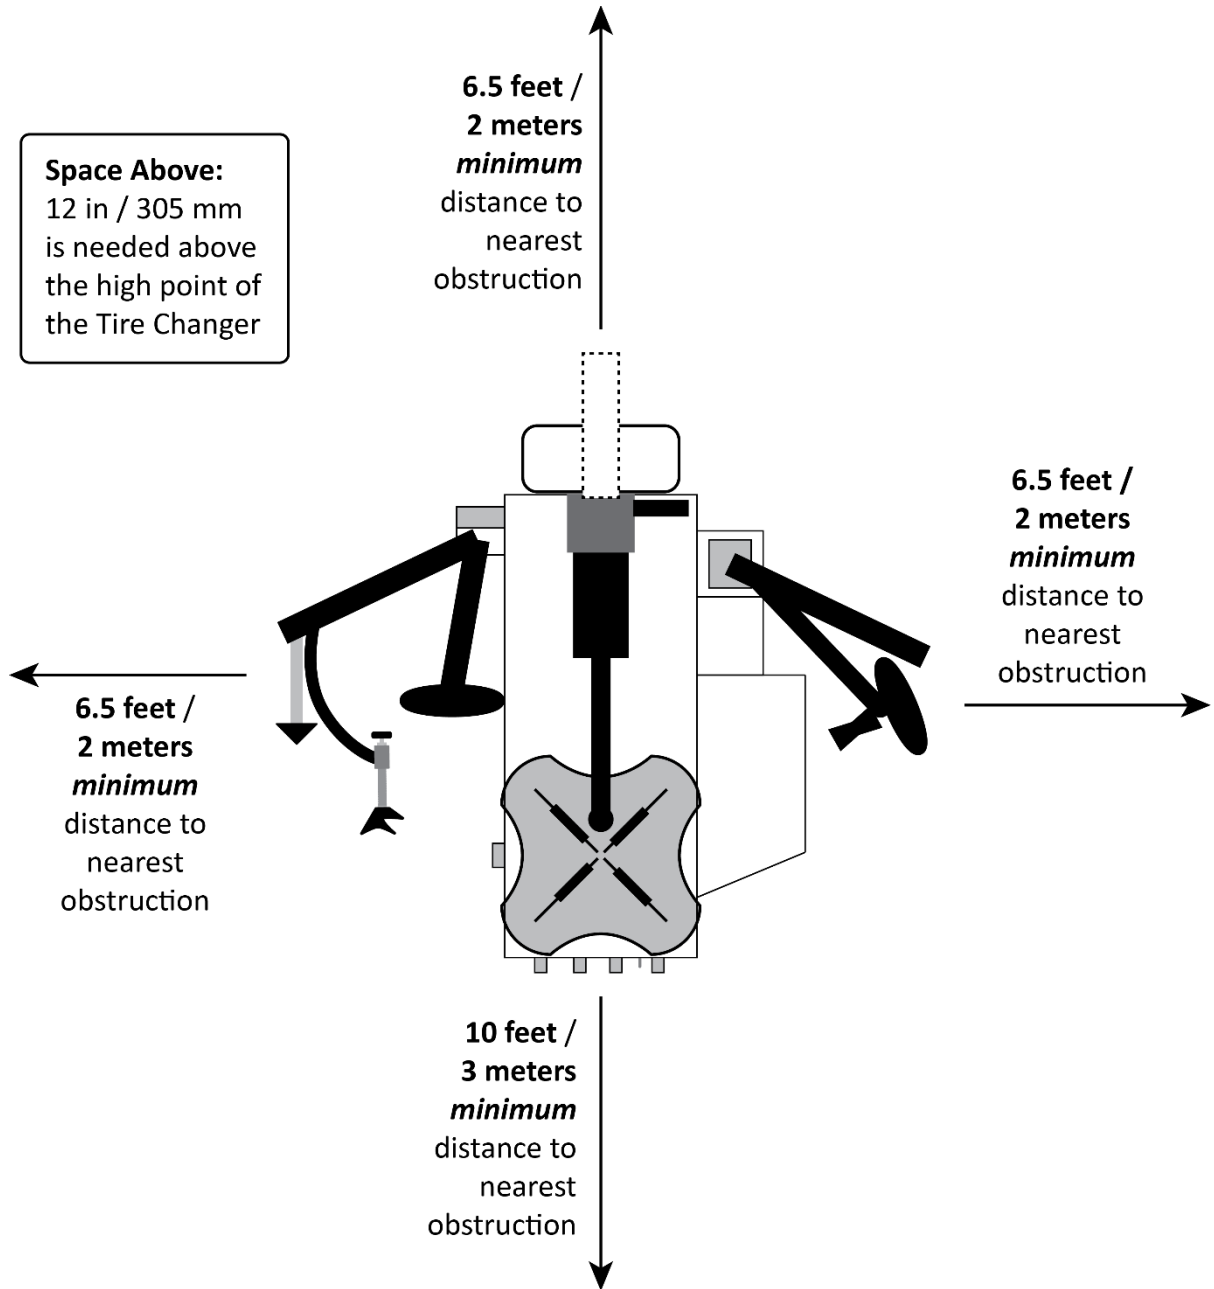 6.5 feet /
2 meters
minimum
distance to
nearest
obstruction
Space Above:
12 in / 305 mm
is needed above
the high point of
the Tire Changer
6.5 feet /
2 meters
minimum
distance to
nearest
obstruction
6.5 feet /
2 meters
minimum
distance to
nearest
obstruction
10 feet /
3 meters
minimum
distance to
nearest
obstruction